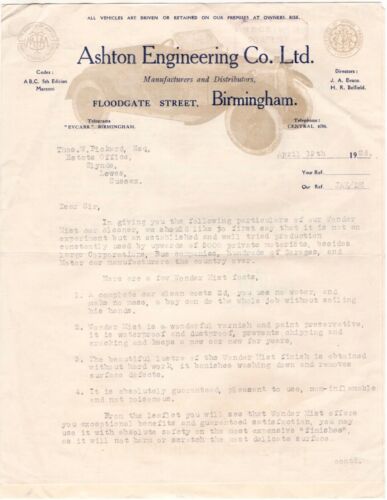 ALL VEHICLES ARE DRIVEN OR RETAINED ON OUR PREMISES AT OWNERS RISK.
Ashton Engineering Co. Ltd.
Codes :
A B C. 5th Edition
Marconi
Manufacturers and Distributors,
Directors :
J. A. Evans.
H. R. Belfield.
FLOODGATE STREET, Birmingham.
Telegrams
"EVCARR" BIRMINGHAM.
Telephone :
CENTRAL
Thos. W. Pickard, Esq
Estate Office,
Glynde,
Lewes,
Sussex.
April 19th 19
Your Ref.
Our Ref.
Dear Sir,
In giving you the following particulars of our Wonder
Mist car cleaner, we should like to first say that it is not an
experiment but an established and well tried production
constantly used by upwards of 5000 private motorists, besides
Large Corporations, Bus companies, hundreds of Garages, and
Motor car manufacturers the country over.
Here are a few Wonder Mist facts,
1. A complete car clean costs 2d, you use no water, and
make no mess, a boy can do the whole job without soiling
his hands.
2. Wonder Mist is a wonderful varnish and paint preservative,
it is waterproof and dustproof, prevents chipping and
cracking and keeps a new car new for years,
3. The beautiful lustre of the Wonder Mist finish is obtained
without hard work, it banishes washing down and removes
surface defects.
4. It is absolutely guaranteed, pleasant to use, non-inflamable
and not poisenous.
From the leaflet you will see that Wonder Mist offers
you exceptional benefits and guaranteed satisfaction, you may
use it with absolute safety on the most expensive "finishes"
as it will not harm or scratch the most delicate surface.
contd.